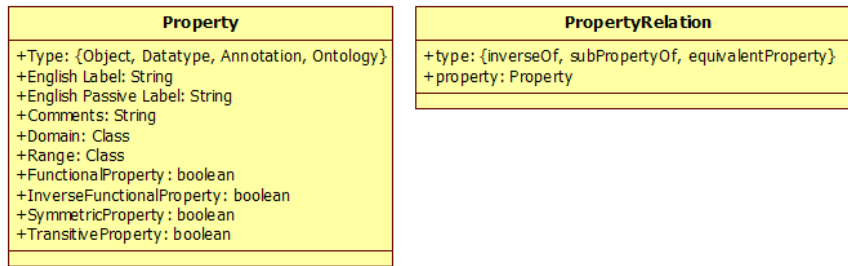 Property
+Type: {Object, Datatype, Annotation, Ontology}
+English Label: String
+English Passive Label: String
+Comments: String
+Domain: Class
+Range: Class
+FunctionalProperty: boolean
+InverseFunctionalProperty: boolean
+SymmetricProperty: boolean
+TransitiveProperty: boolean
PropertyRelation
+type: {inverseOf, subPropertyOf, equivalentProperty}
+property: Property